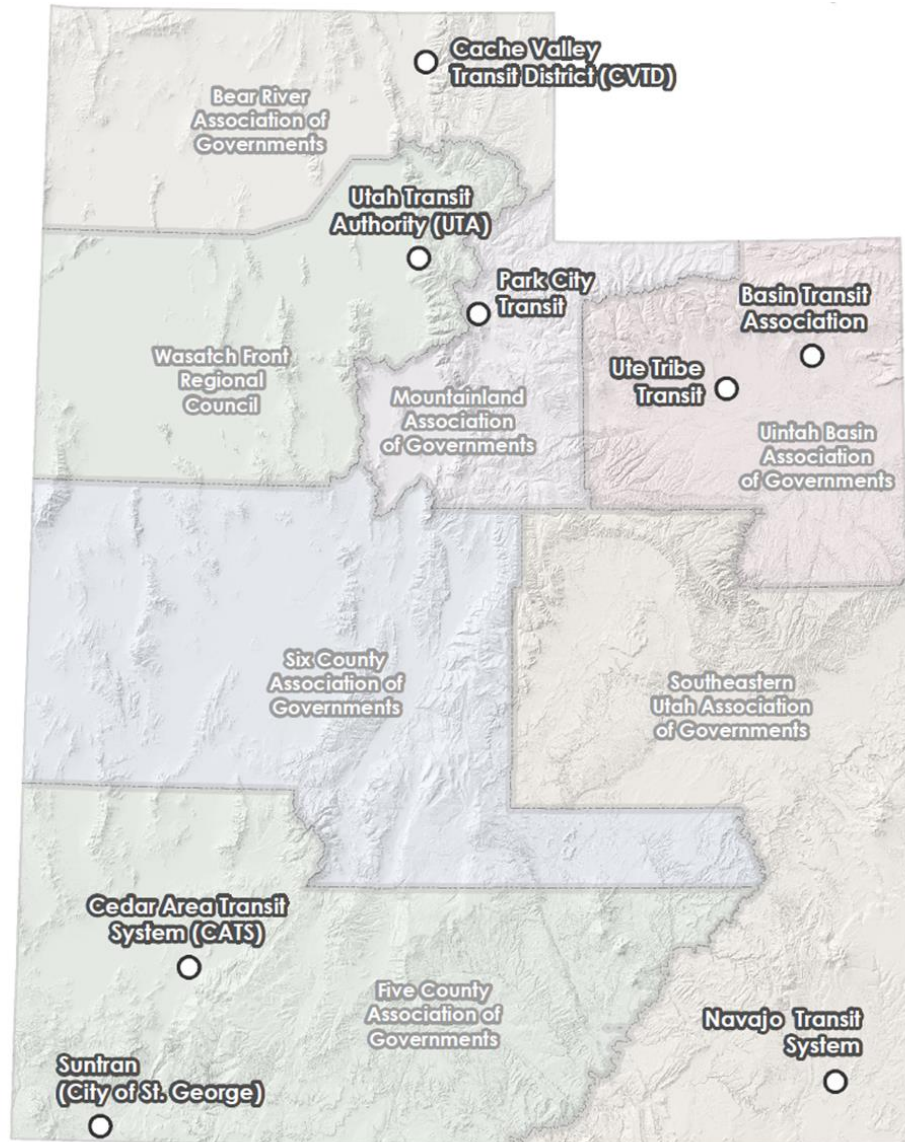 Cache Valley
Transit District (CVTD)
Bear River
Association of
Governments
Utah Transit
Authority (UTA)
Park City
Transit
Basin Transit
Association
Wasatch Front
Regional
Council
Mountainland
Association
of Governments
Ute Tribe
Transit
Uintah Basin
Association
of Governments
Six County
Association of
Governments
Southeastern
Utah Association
of Governments
Cedar Area Transit
System (CATS)
Five County
Association of
Governments
Navajo Transit
System
Suntran
(City of St. George)